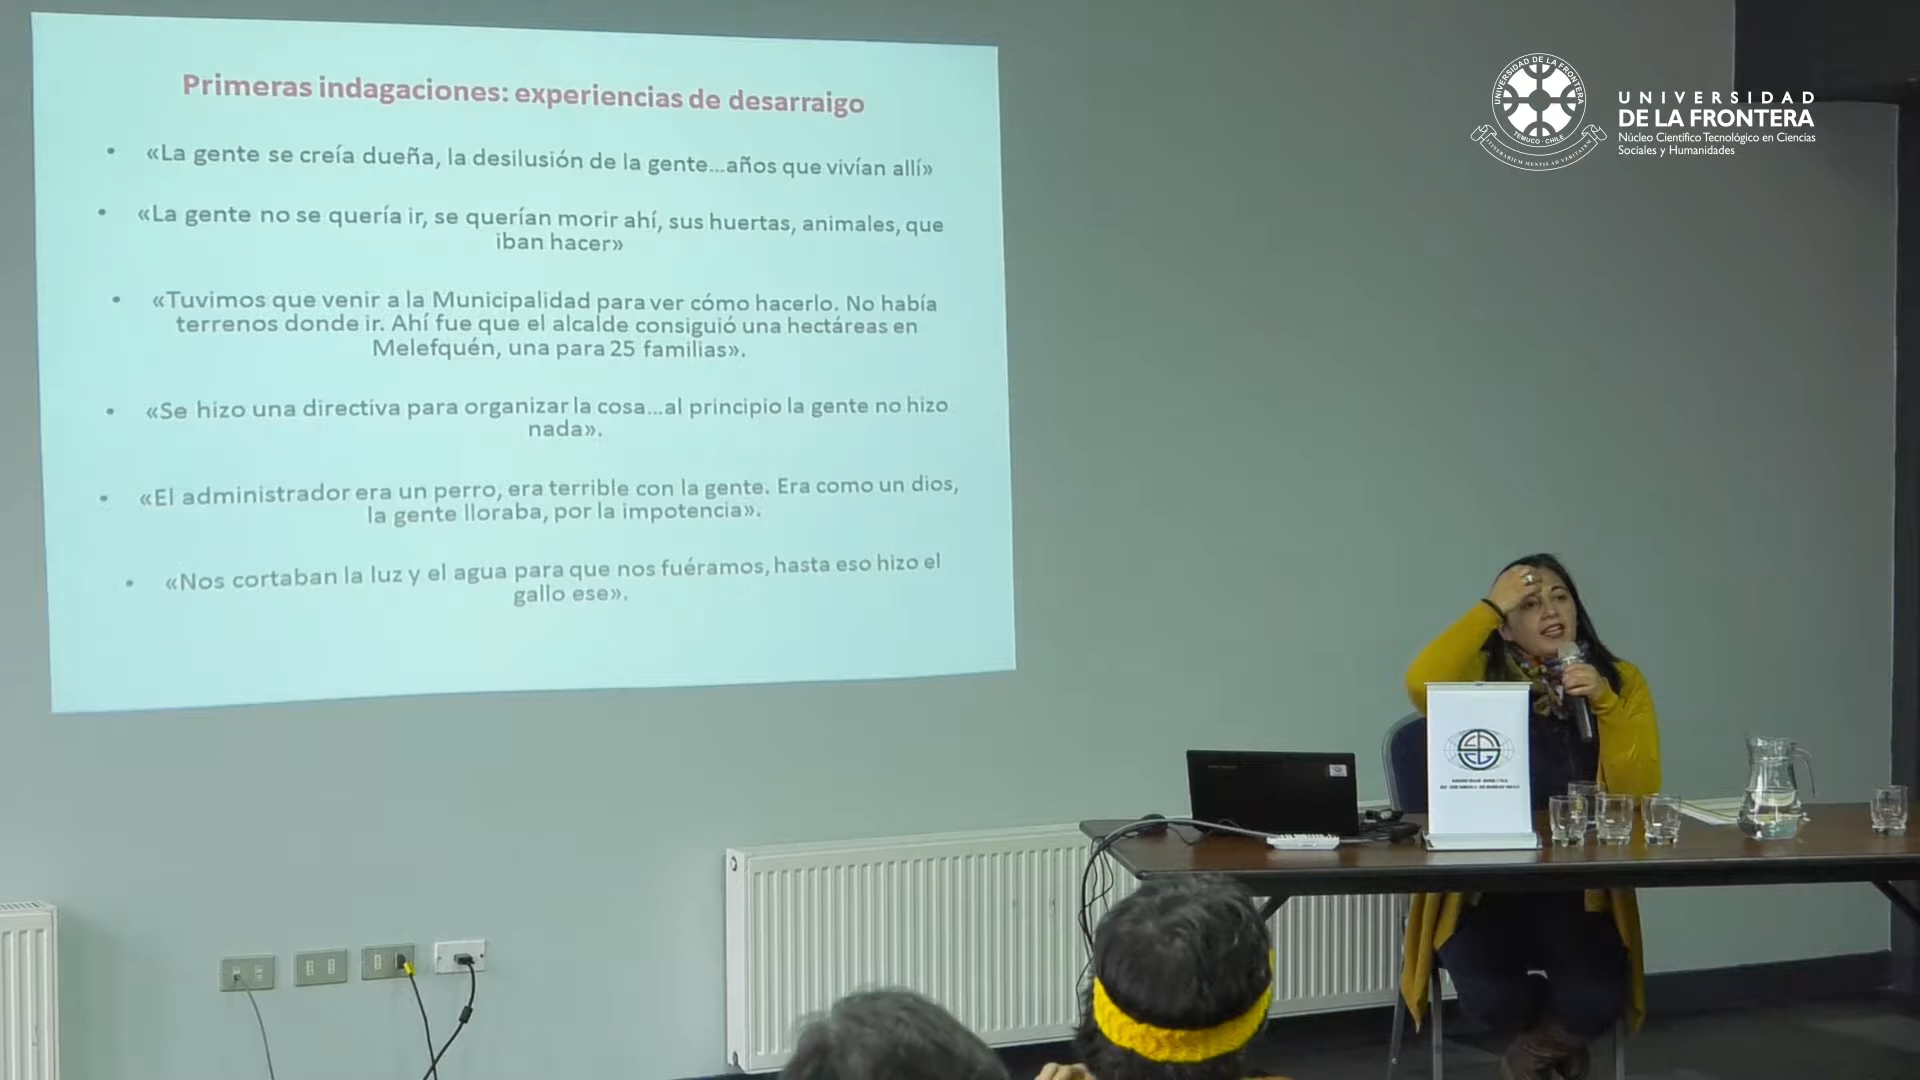 Primeras indagaciones: experiencias de desarraigo
• «La gente se creía dueña, la desilusión de la gente...años que vivían allí»
• «La gente no se quería ir, se querían morir ahí, sus huertas, animales, que
iban hacer»
• «Tuvimos que venir a la Municipalidad para ver cómo hacerlo. No había
terrenos donde ir. Ahí fue que el alcalde consiguió una hectáreas en
Melefquén, una para 25 familias».
• «Se hizo una directiva para organizar la cosa...al principio la gente no hizo
nada».
• «El administrador era un perro, era terrible con la gente. Era como un dios,
la gente lloraba, por la impotencia».
• «Nos cortaban la luz y el agua para que nos fuéramos, hasta eso hizo el
gallo ese».
UNIVERSIDAD DE LA FRONTERA
TEMUCO - CHILE
ITINERARIUM MENTIS AD VERITATEM
UNIVERSIDAD
DE LA FRONTERA
Núcleo Científico Tecnológico en Ciencias
Sociales y Humanidades